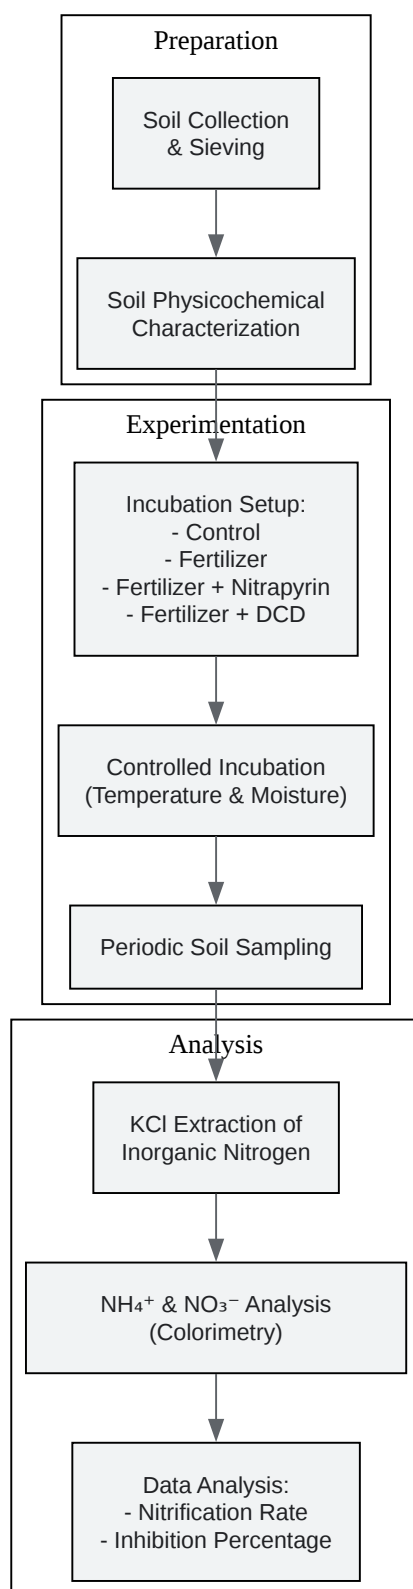 Preparation
Soil Collection
& Sieving
Soil Physicochemical
Characterization
Experimentation
Incubation Setup:
- Control
- Fertilizer
- Fertilizer + Nitrapyrin
- Fertilizer + DCD
Controlled Incubation
(Temperature & Moisture)
Periodic Soil Sampling
Analysis
KCl Extraction of
Inorganic Nitrogen
NH₄⁺ & NO₃⁻ Analysis
(Colorimetry)
Data Analysis:
- Nitrification Rate
- Inhibition Percentage